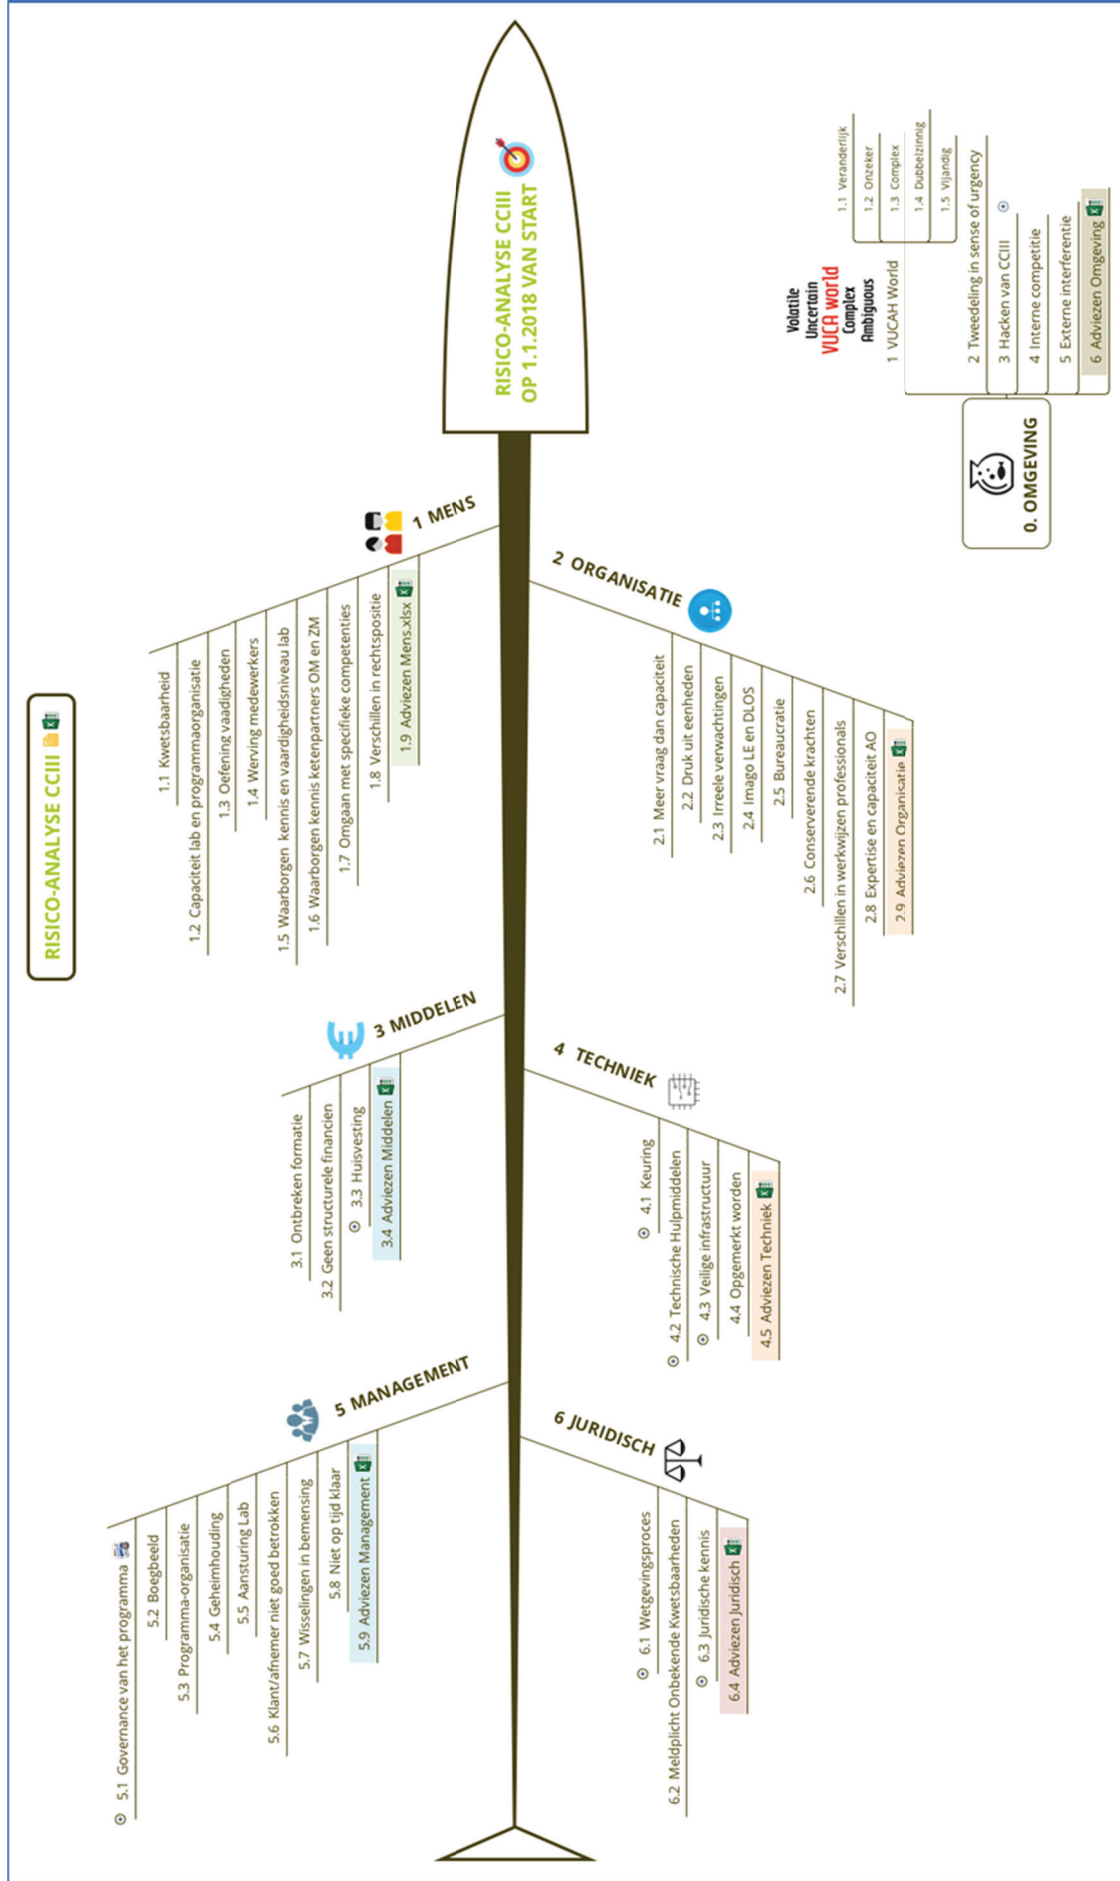 RISICO-ANALYSE CCIII
RISICO-ANALYSE CCIII
OP 1.1.2018 VAN START
5 MANAGEMENT
5.1 Governance van het programma
5.2 Boegbeeld
5.3 Programma-organisatie
5.4 Geheimhouding
5.5 Aansturing Lab
5.6 Klant/afnemer niet goed betrokken
5.7 Wisselingen in bemensing
5.8 Niet op tijd klaar
5.9 Adviezen Management
3 MIDDELEN
3.1 Ontbreken formatie
3.2 Geen structurele financien
3.3 Huisvesting
3.4 Adviezen Middelen
1 MENS
1.1 Kwetsbaarheid
1.2 Capaciteit lab en programmaorganisatie
1.3 Oefening vaadigheden
1.4 Werving medewerkers
1.5 Waarborgen kennis en vaardigheidsniveau lab
1.6 Waarborgen kennis ketenpartners OM en ZM
1.7 Omgaan met specifieke competenties
1.8 Verschillen in rechtspositie
1.9 Adviezen Mens.xlsx
6 JURIDISCH
6.1 Wetgevingsproces
6.2 Meldplicht Onbekende Kwetsbaarheden
6.3 Juridische kennis
6.4 Adviezen Juridisch
4 TECHNIEK
4.1 Keuring
4.2 Technische Hulpmiddelen
4.3 Veilige infrastructuur
4.4 Opgemerkt worden
4.5 Adviezen Techniek
2 ORGANISATIE
2.1 Meer vraag dan capaciteit
2.2 Druk uit eenheden
2.3 Irreele verwachtingen
2.4 Imago LE en DLOS
2.5 Bureaucratie
2.6 Conserverende krachten
2.7 Verschillen in werkwijzen professionals
2.8 Expertise en capaciteit AO
2.9 Adviezen Organisatie
0. OMGEVING
Volatile
Uncertain
VUCA world
Complex
Ambiguous
1 VUCAH World
1.1 Veranderlijk
1.2 Onzeker
1.3 Complex
1.4 Dubbelzinnig
1.5 Vijandig
2 Tweedeling in sense of urgency
3 Hacken van CCIII
4 Interne competitie
5 Externe interferentie
6 Adviezen Omgeving